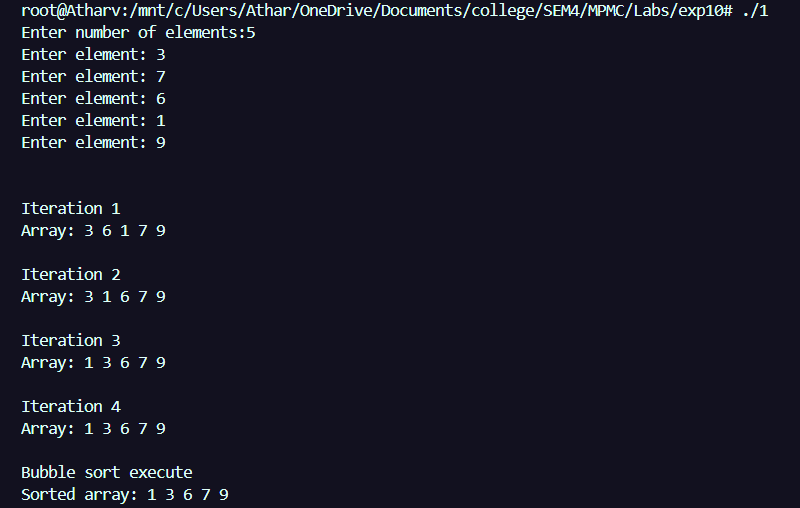 root@Atharv:/mnt/c/Users/Athar/OneDrive/Documents/college/SEM4/MPMC/Labs/exp10# ./1
Enter number of elements:5
Enter element: 3
Enter element: 7
Enter element: 6
Enter element: 1
Enter element: 9
Iteration 1
Array: 3 6 1 7 9
Iteration 2
Array: 3 1 6 7 9
Iteration 3
Array: 1 3 6 7 9
Iteration 4
Array: 1 3 6 7 9
Bubble sort execute
Sorted array: 1 3 6 7 9